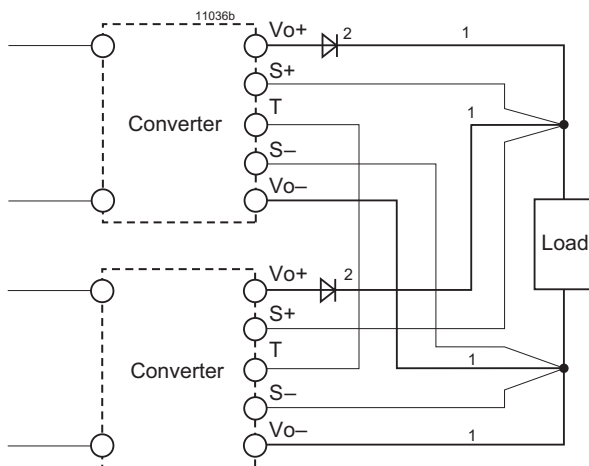 11036b
Vo+
2
1
S+
T
1
Converter
S–
Vo–
Load
Vo+
2
S+
T
1
Converter
S–
Vo–
1